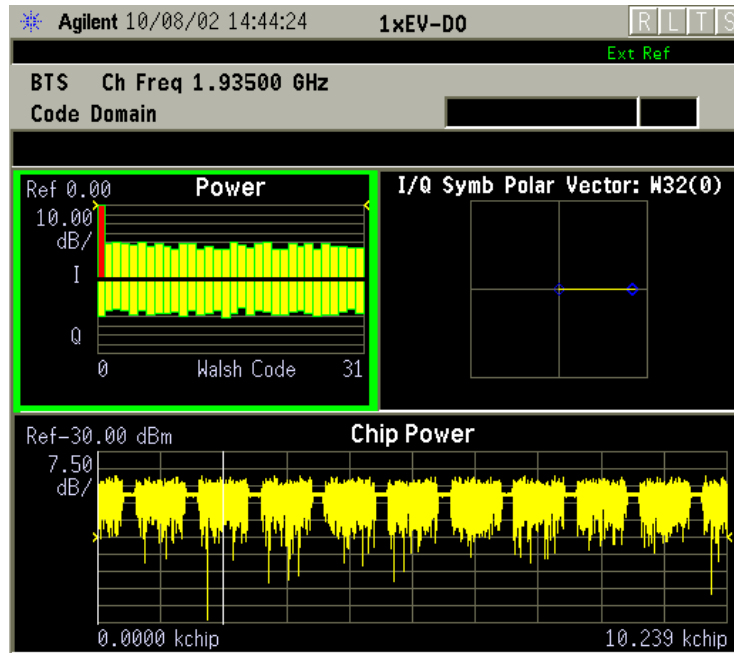 Agilent 10/08/02 14:44:24 1xEV-DO R L T S
Ext Ref
BTS Ch Freq 1.93500 GHz
Code Domain
Ref 0.00 Power
10.00
dB/
I
Q
0 Walsh Code 31
I/Q Symb Polar Vector: W32(0)
Ref-30.00 dBm Chip Power
7.50
dB/
0.0000 kchip 10.239 kchip